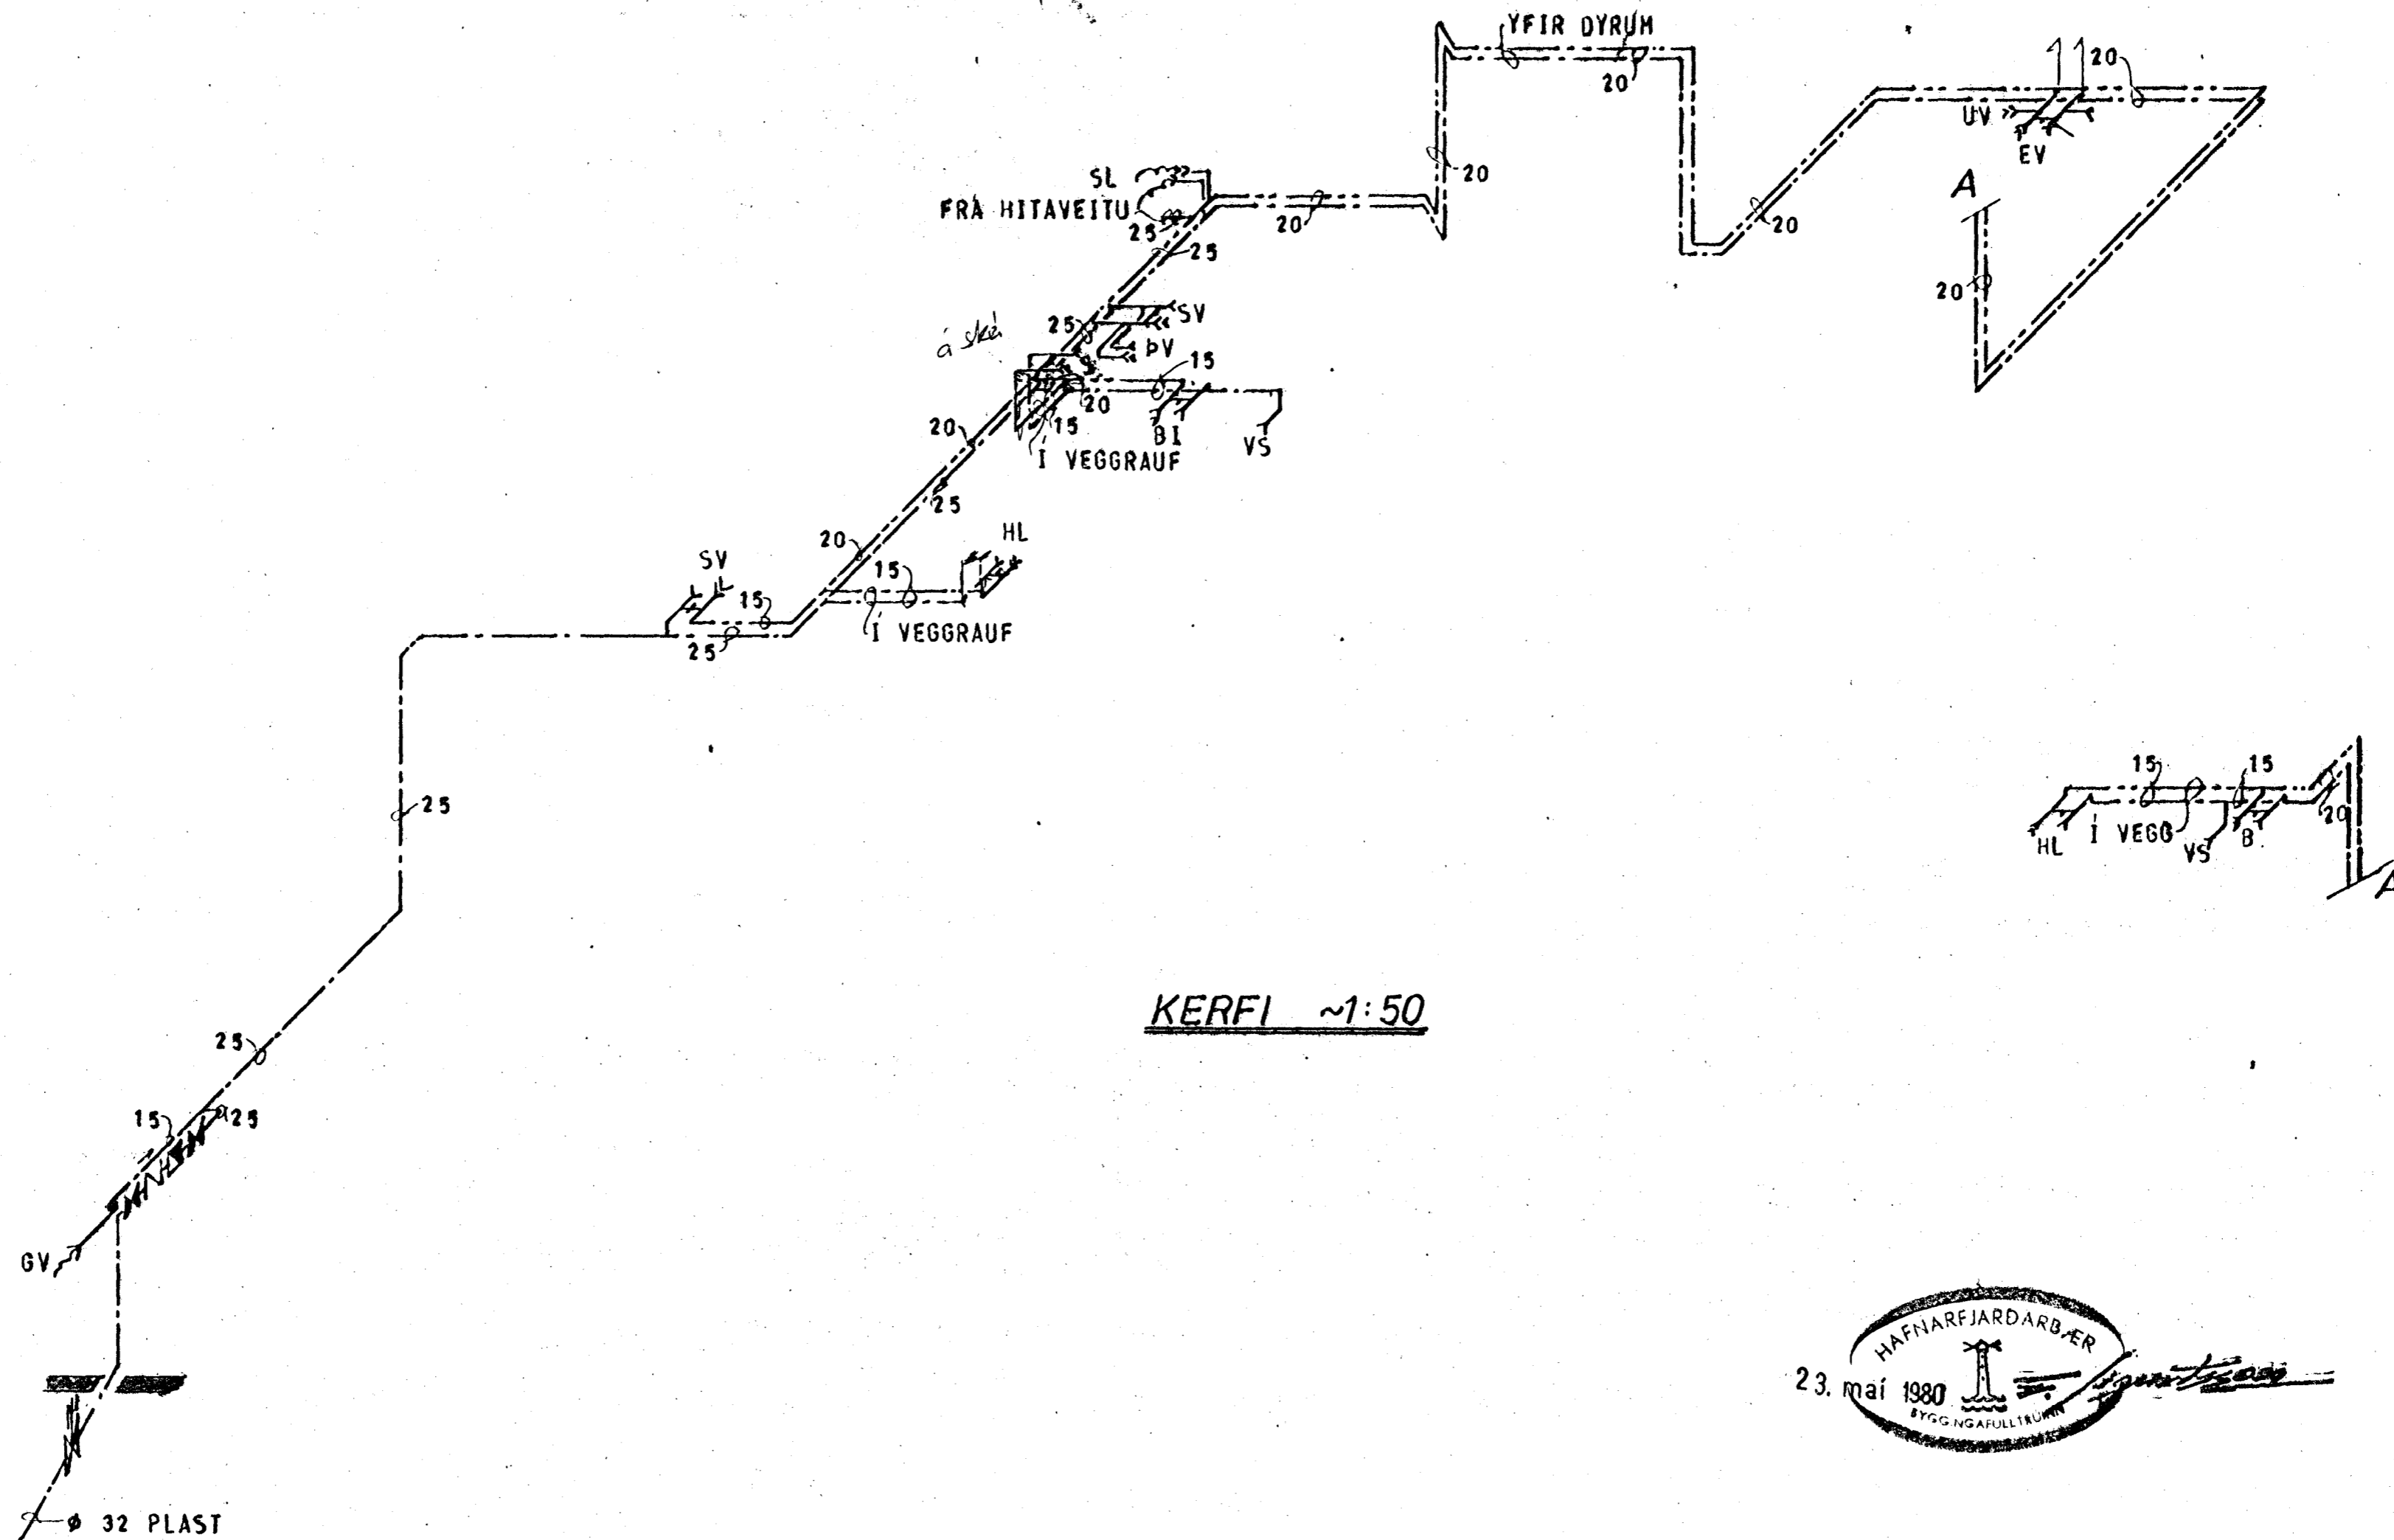 YFIR DYRUM
20
20
UV
EV
SL
FRÁ HITAVEITU
25
25
20
20
20
A
20
á ská
25
SV
ÞV
15
20
15
BI
VS
Í VEGGRAUF
20
25
20
HL
15
Í VEGGRAUF
SV
15
25
25
15
15
20
HL
Í VEGG
VS
B
A
KERFI ~1:50
25
15
25
GV
HAFNARFJARÐARBÆR
23. maí 1980
BYGGINGAFULLTRÚINN
ø 32 PLAST